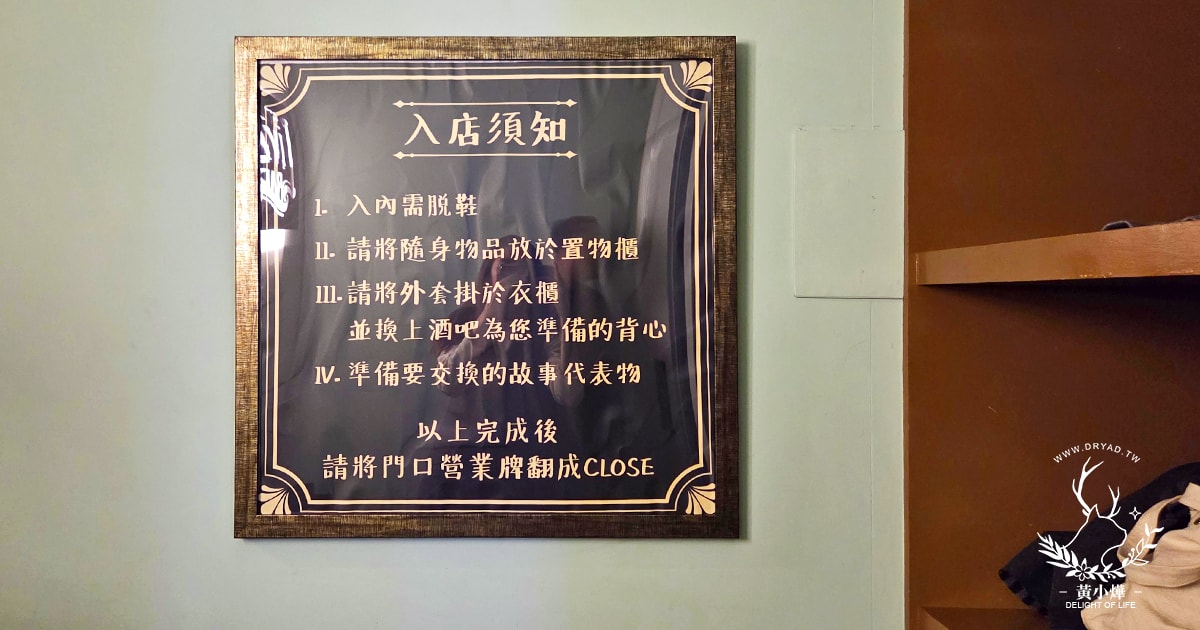 入店須知
I. 入內需脫鞋
II. 請將隨身物品放於置物櫃
III. 請將外套掛於衣櫃
並換上酒吧為您準備的背心
IV. 準備要交換的故事代表物
以上完成後
請將門口營業牌翻成CLOSE
WWW.DRYAD.TW
- 黃小燁 -
DELIGHT OF LIFE